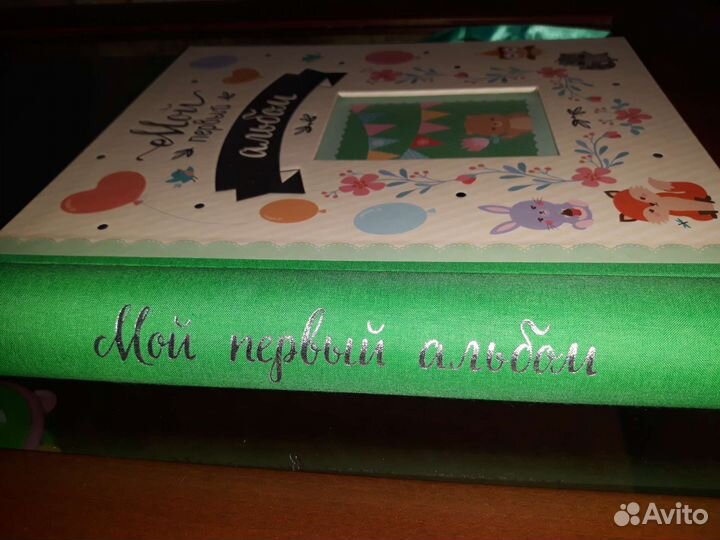 Мой
первый
альбом
Мой первый альбом
Avito